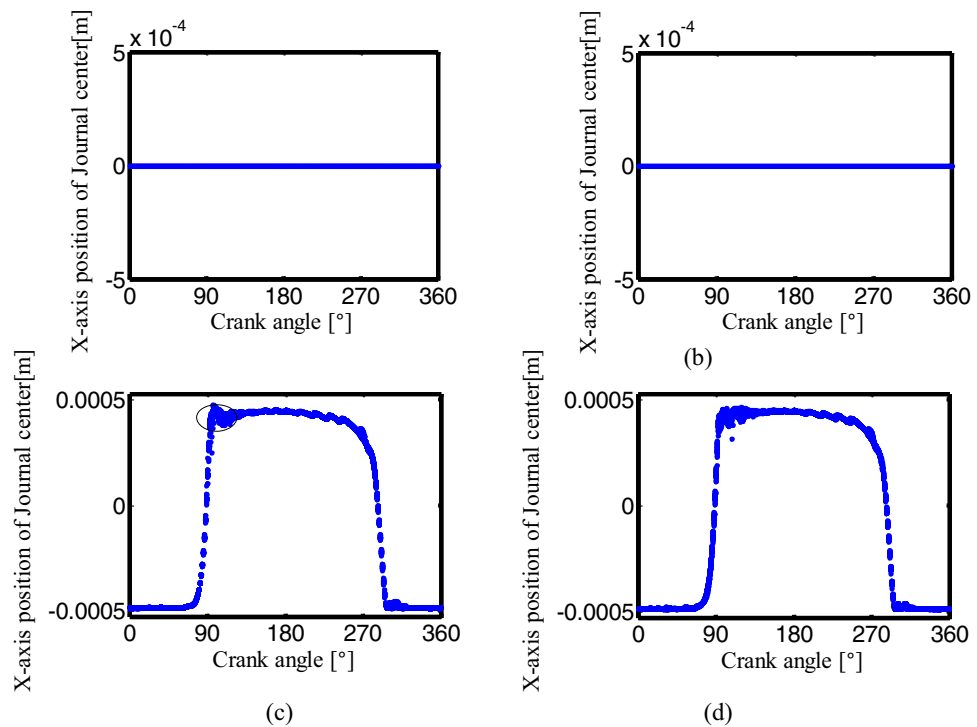 5 x 10^-4
X-axis position of Journal center[m]
0
-5
0 90 180 270 360
Crank angle [°]
5 x 10^-4
X-axis position of Journal center[m]
0
-5
0 90 180 270 360
Crank angle [°]
(b)
X-axis position of Journal center[m]
0.0005
0
-0.0005
0 90 180 270 360
Crank angle [°]
(c)
X-axis position of Journal center[m]
0.0005
0
-0.0005
0 90 180 270 360
Crank angle [°]
(d)